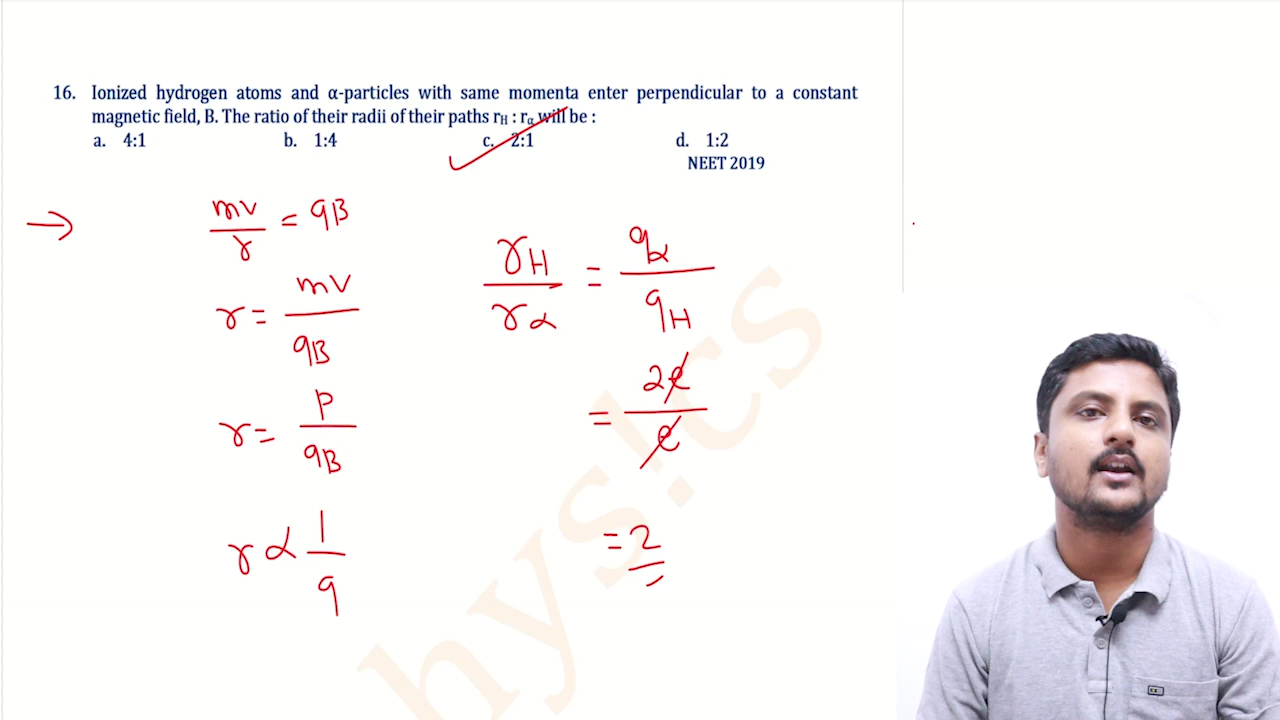 16. Ionized hydrogen atoms and α-particles with same momenta enter perpendicular to a constant
magnetic field, B. The ratio of their radii of their paths rH : rα will be :
a. 4:1 b. 1:4 c. 2:1 d. 1:2
NEET 2019
→ mv/r = qB
r = mv/qB
r = p/qB
r ∝ 1/q
rH/rα = qα/qH
= 2e/e
= 2
hys!cs